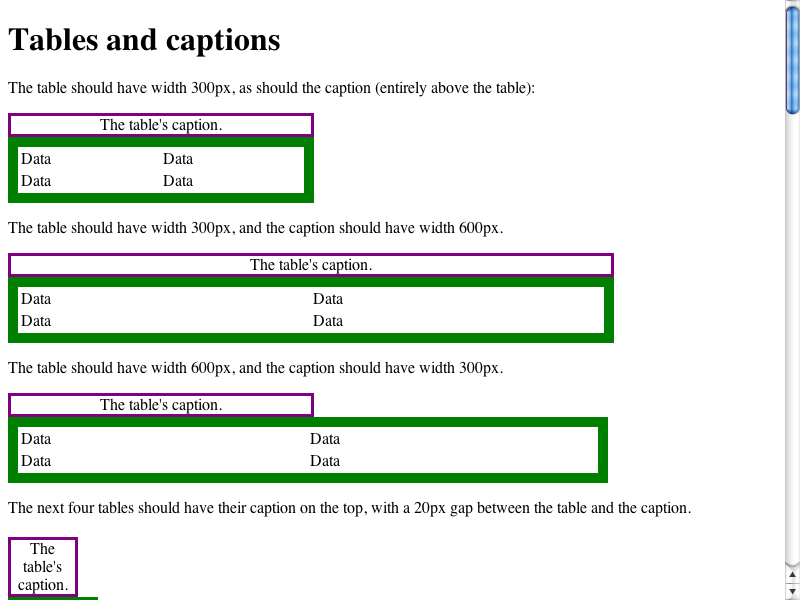 Tables and captions
The table should have width 300px, as should the caption (entirely above the table):
The table's caption.
Data Data
Data Data
The table should have width 300px, and the caption should have width 600px.
The table's caption.
Data Data
Data Data
The table should have width 600px, and the caption should have width 300px.
The table's caption.
Data Data
Data Data
The next four tables should have their caption on the top, with a 20px gap between the table and the caption.
The
table's
caption.